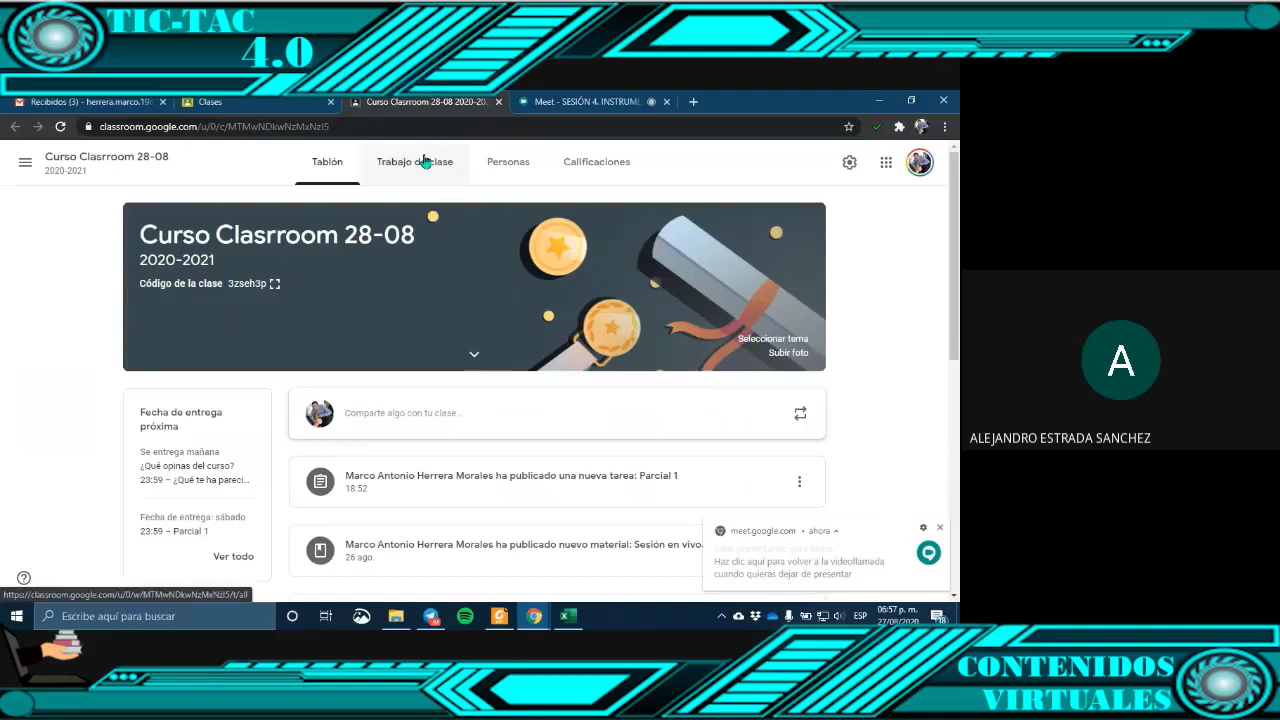 TIC-TAC
4.0
Recibidos (3) - herrera.marco.198
Clases
Curso Clasrroom 28-08 2020-20
Meet - SESIÓN 4. INSTRUME
classroom.google.com/u/0/c/MTMwNDkwNzMxNzI5
Curso Clasrroom 28-08
2020-2021
Tablón
Trabajo de clase
Personas
Calificaciones
Curso Clasrroom 28-08
2020-2021
Código de la clase 3zseh3p
Seleccionar tema
Subir foto
Fecha de entrega
próxima
Se entrega mañana
¿Qué opinas del curso?
23:59 – ¿Qué te ha pareci...
Fecha de entrega: sábado
23:59 – Parcial 1
Ver todo
Comparte algo con tu clase...
Marco Antonio Herrera Morales ha publicado una nueva tarea: Parcial 1
18:52
Marco Antonio Herrera Morales ha publicado nuevo material: Sesión en vivo.
26 ago.
meet.google.com • ahora
Haz clic aquí para volver a la videollamada
cuando quieras dejar de presentar
https://classroom.google.com/u/0/w/MTMwNDkwNzMxNzI5/t/all
Escribe aquí para buscar
ESP
06:57 p. m.
27/08/2020
A
ALEJANDRO ESTRADA SANCHEZ
CONTENIDOS
VIRTUALES